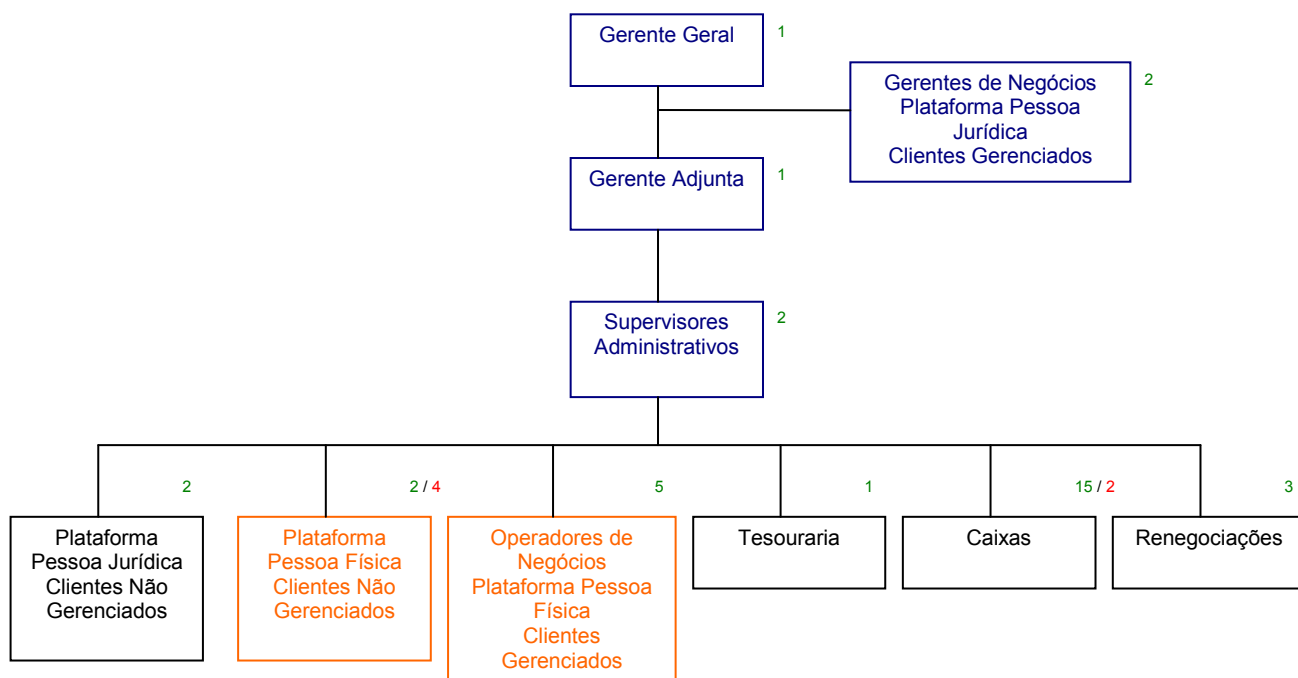 Gerente Geral
1
Gerentes de Negócios
Plataforma Pessoa
Jurídica
Clientes Gerenciados
2
Gerente Adjunta
1
Supervisores
Administrativos
2
2
2 / 4
5
1
15 / 2
3
Plataforma
Pessoa Jurídica
Clientes Não
Gerenciados
Plataforma
Pessoa Física
Clientes Não
Gerenciados
Operadores de
Negócios
Plataforma Pessoa
Física
Clientes
Gerenciados
Tesouraria
Caixas
Renegociações